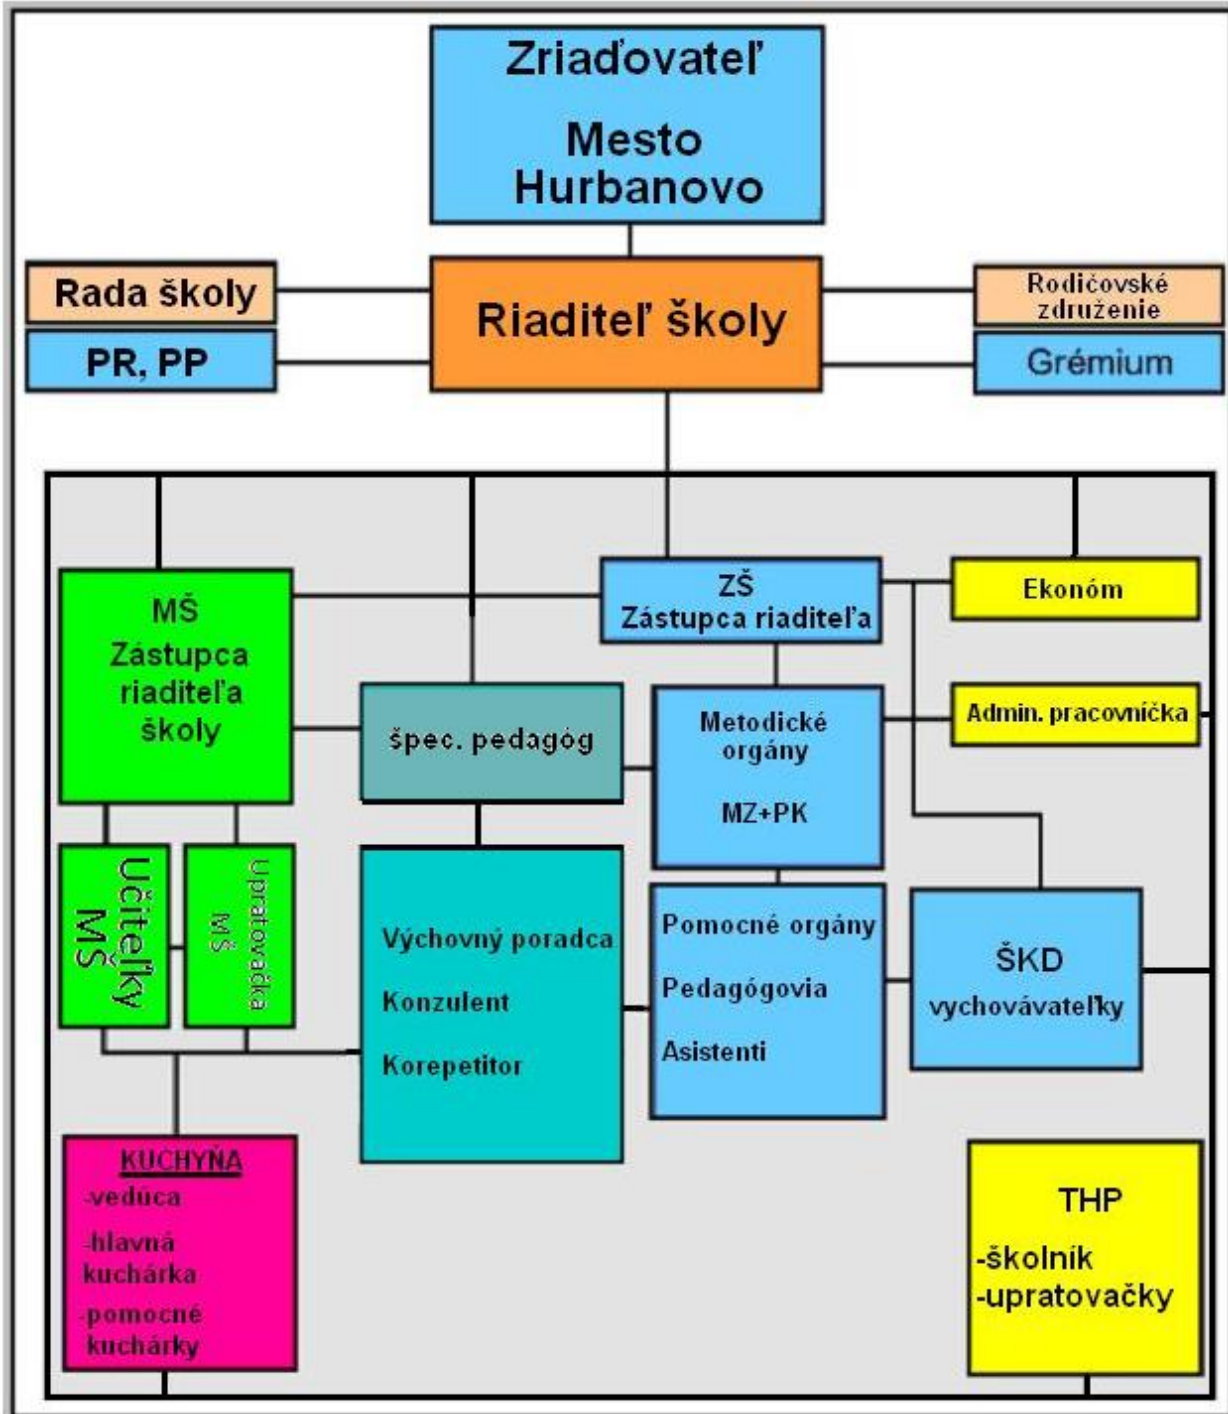 Zriaďovateľ
Mesto
Hurbanovo
Rada školy
PR, PP
Riaditeľ školy
Rodičovské
združenie
Grémium
MŠ
Zástupca
riaditeľa
školy
ZŠ
Zástupca riaditeľa
Ekonóm
špec. pedagóg
Metodické
orgány
MZ+PK
Admin. pracovníčka
Učiteľky
MŠ
Upratovačka
MŠ
Výchovný poradca
Konzulent
Korepetitor
Pomocné orgány
Pedagógovia
Asistenti
ŠKD
vychovávateľky
KUCHYŇA
-vedúca
-hlavná
kuchárka
-pomocné
kuchárky
THP
-školník
-upratovačky